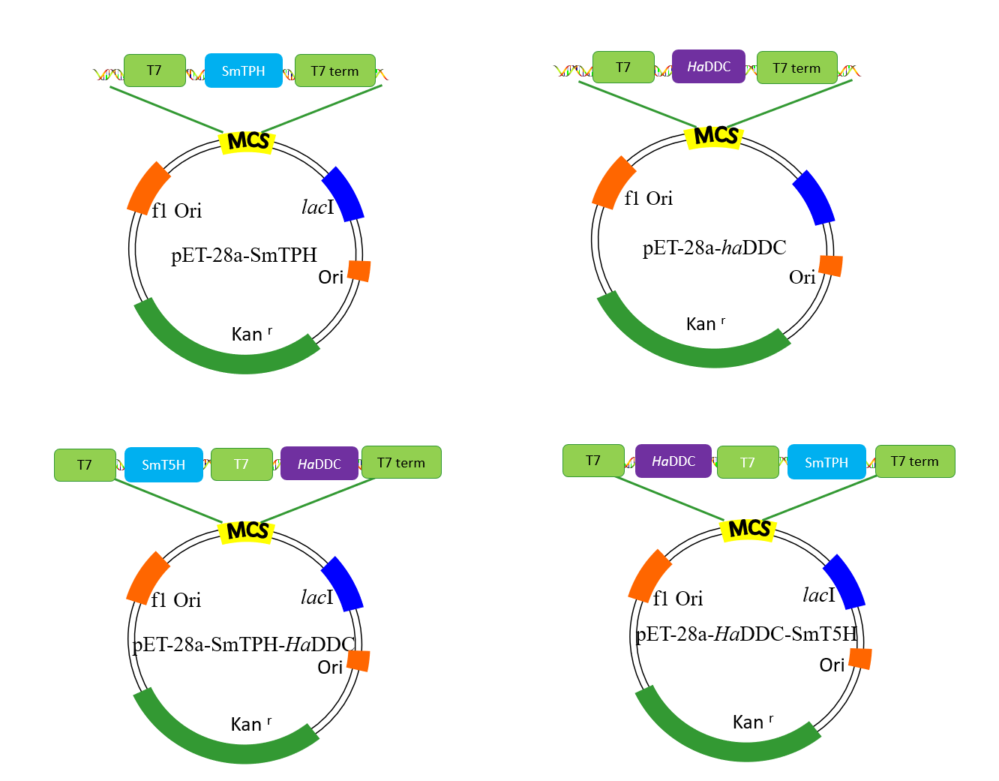 T7 SmTPH T7 term
MCS
f1 Ori
lacI
pET-28a-SmTPH
Ori
Kan r
T7 HaDDC T7 term
MCS
f1 Ori
pET-28a-haDDC
Ori
Kan r
T7 SmT5H T7 HaDDC T7 term
MCS
f1 Ori
lacI
pET-28a-SmTPH-HaDDC
Ori
Kan r
T7 HaDDC T7 SmTPH T7 term
MCS
f1 Ori
lacI
pET-28a-HaDDC-SmT5H
Ori
Kan r